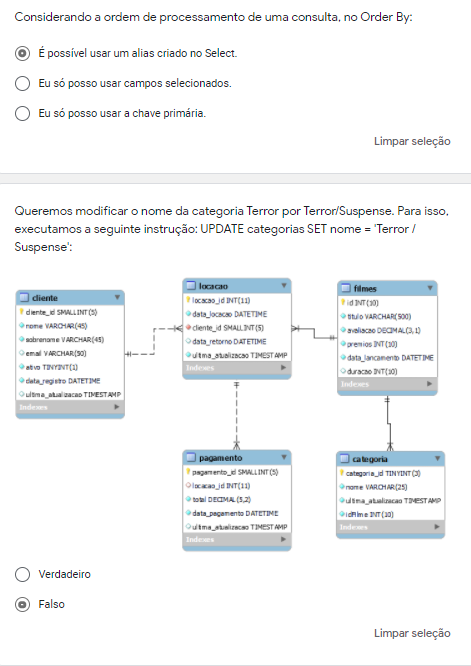 Considerando a ordem de processamento de uma consulta, no Order By:
É possível usar um alias criado no Select.
Eu só posso usar campos selecionados.
Eu só posso usar a chave primária.
Limpar seleção
Queremos modificar o nome da categoria Terror por Terror/Suspense. Para isso,
executamos a seguinte instrução: UPDATE categorias SET nome = 'Terror /
Suspense':
cliente
cliente_id SMALLINT(5)
nome VARCHAR(45)
sobrenome VARCHAR(45)
email VARCHAR(50)
ativo TINYINT(1)
data_registro DATETIME
ultima_atualizacao TIMESTAMP
Indexes
locacao
locacao_id INT(11)
data_locacao DATETIME
cliente_id SMALLINT(5)
data_retorno DATETIME
ultima_atualizacao TIMESTAMP
Indexes
filmes
id INT(10)
titulo VARCHAR(500)
avaliacao DECIMAL(3,1)
premios INT(10)
data_lancamento DATETIME
duracao INT(10)
Indexes
pagamento
pagamento_id SMALLINT(5)
locacao_id INT(11)
total DECIMAL(5,2)
data_pagamento DATETIME
ultima_atualizacao TIMESTAMP
Indexes
categoria
categoria_id TINYINT(3)
nome VARCHAR(25)
ultima_atualizacao TIMESTAMP
idFilme INT(10)
Indexes
Verdadeiro
Falso
Limpar seleção